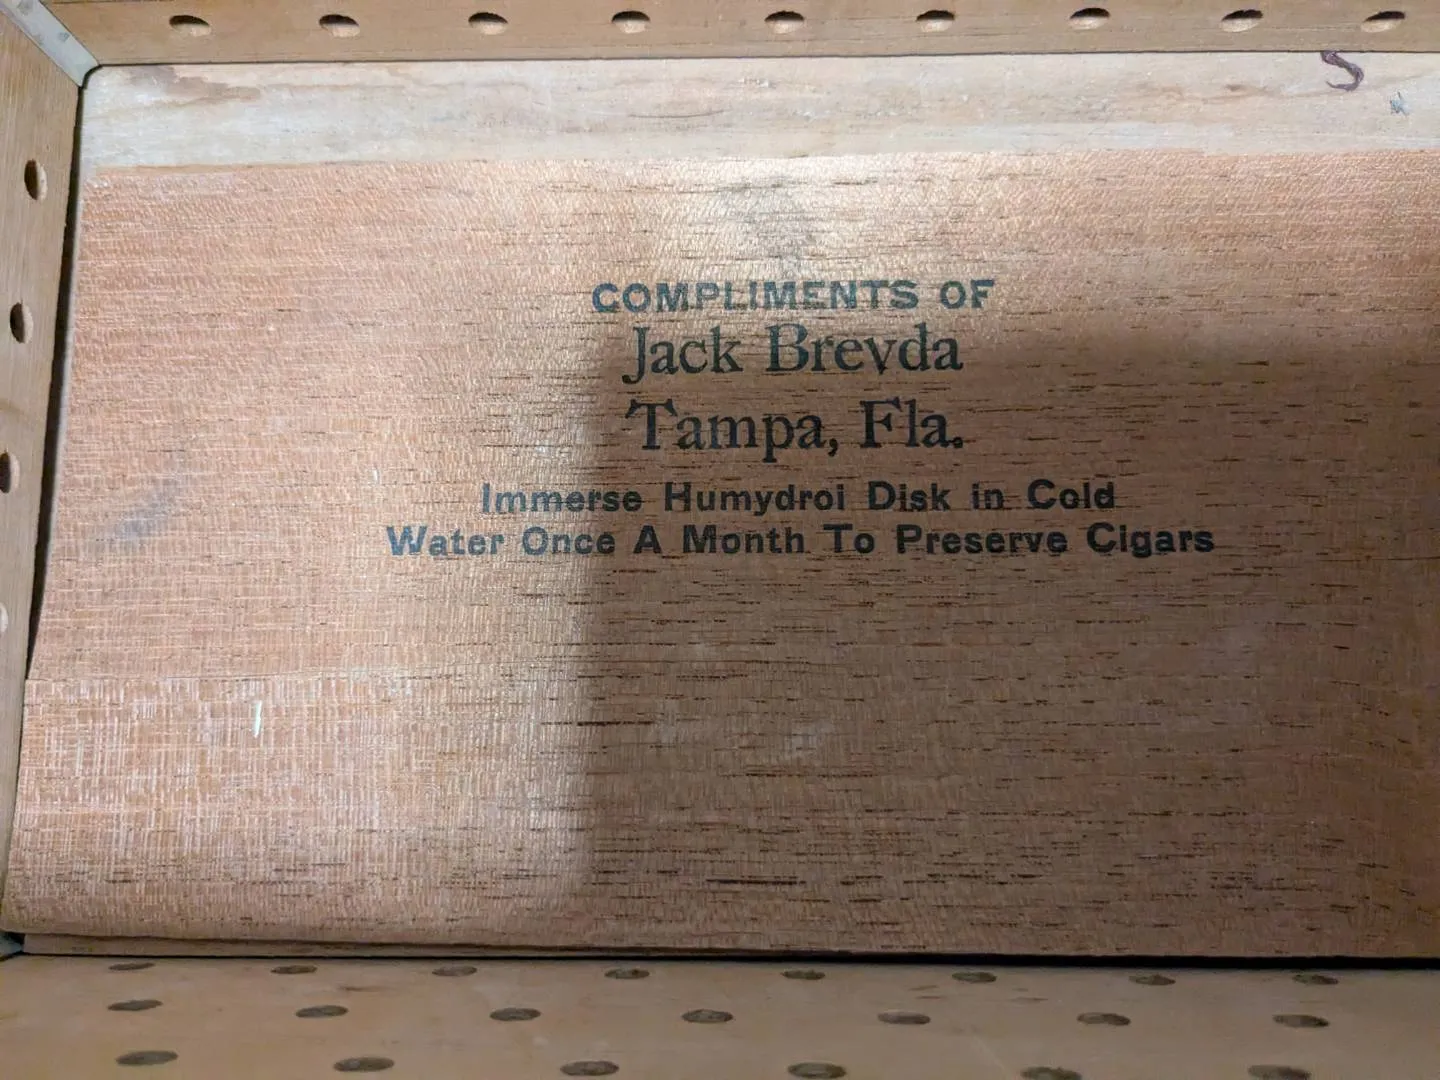 S
COMPLIMENTS OF
Jack Brevda
Tampa, Fla.
Immerse Humydroi Disk in Cold
Water Once A Month To Preserve Cigars